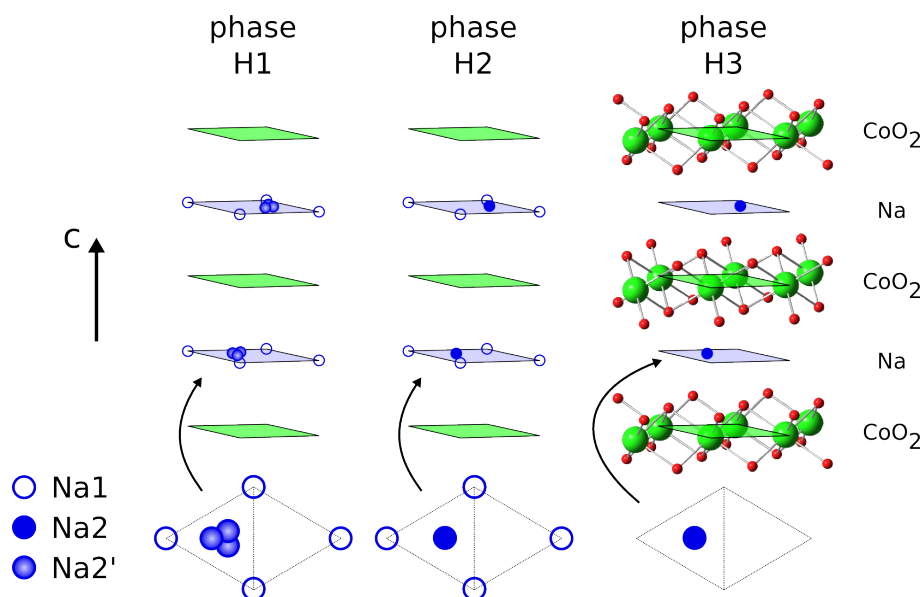 phase H1
phase H2
phase H3
CoO2
Na
c
CoO2
Na
CoO2
Na1
Na2
Na2'